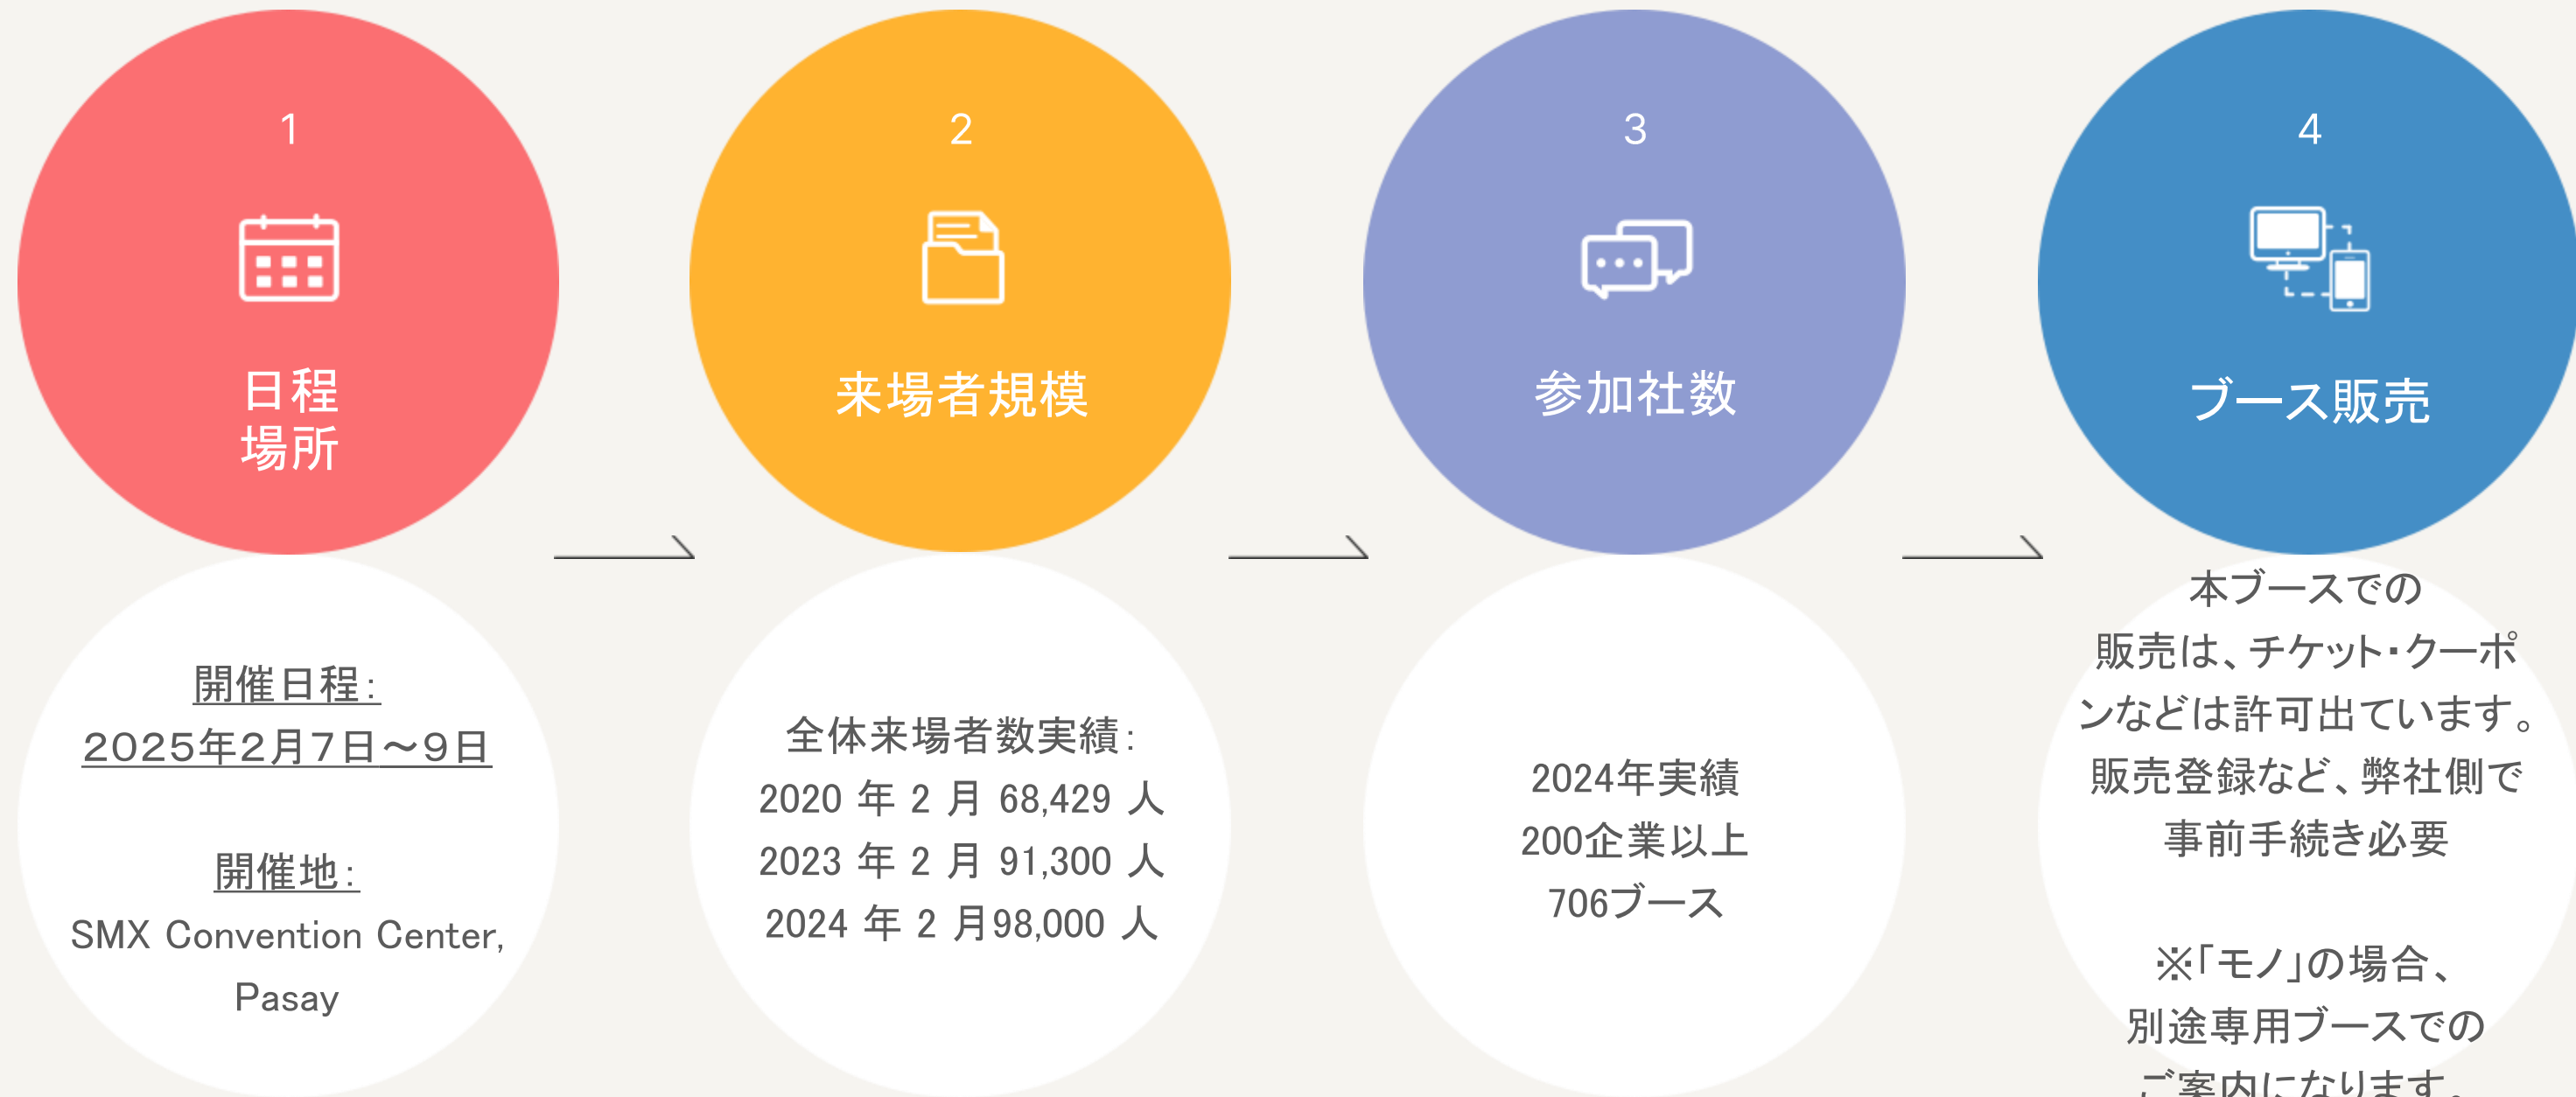 1
日程
場所
開催日程:
2025年2月7日～9日
開催地:
SMX Convention Center,
Pasay
2
来場者規模
全体来場者数実績:
2020 年 2 月 68,429 人
2023 年 2 月 91,300 人
2024 年 2 月98,000 人
3
参加社数
2024年実績
200企業以上
706ブース
4
ブース販売
本ブースでの
販売は、チケット・クーポ
ンなどは許可出ています。
販売登録など、弊社側で
事前手続き必要
※「モノ」の場合、
別途専用ブースでの
ご案内になります。